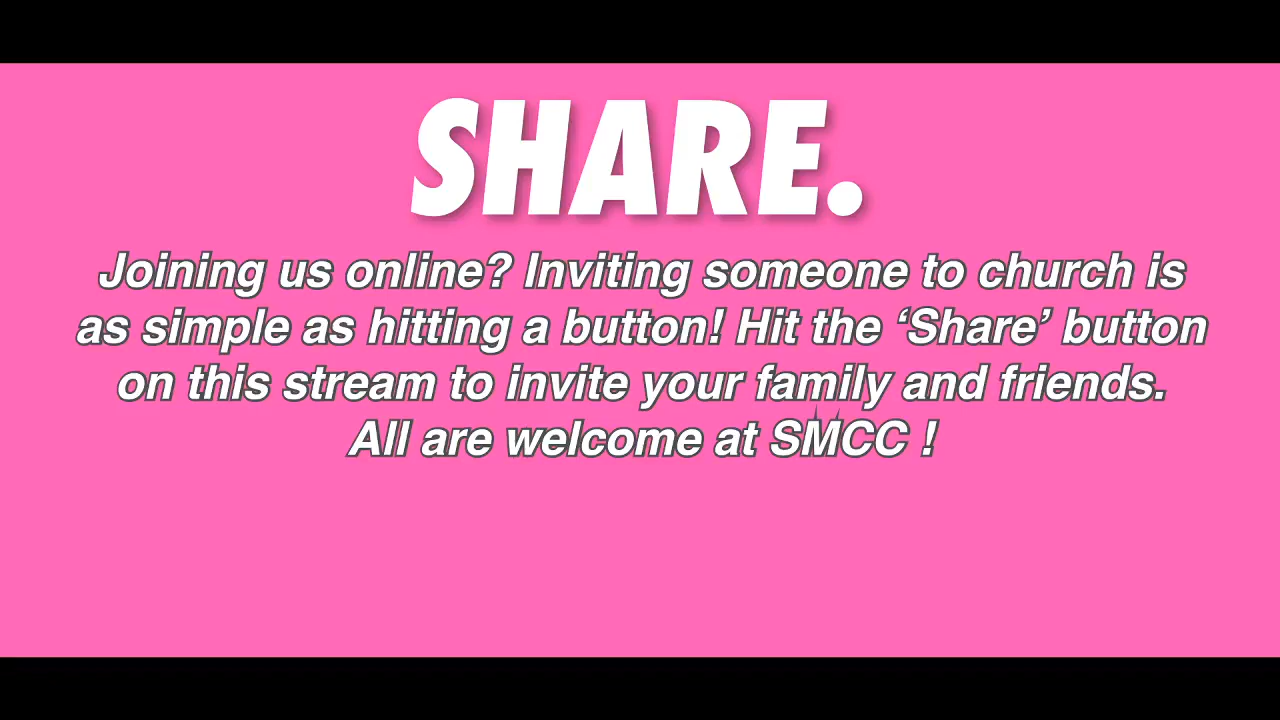 SHARE.
Joining us online? Inviting someone to church is
as simple as hitting a button! Hit the ‘Share’ button
on this stream to invite your family and friends.
All are welcome at SMCC !